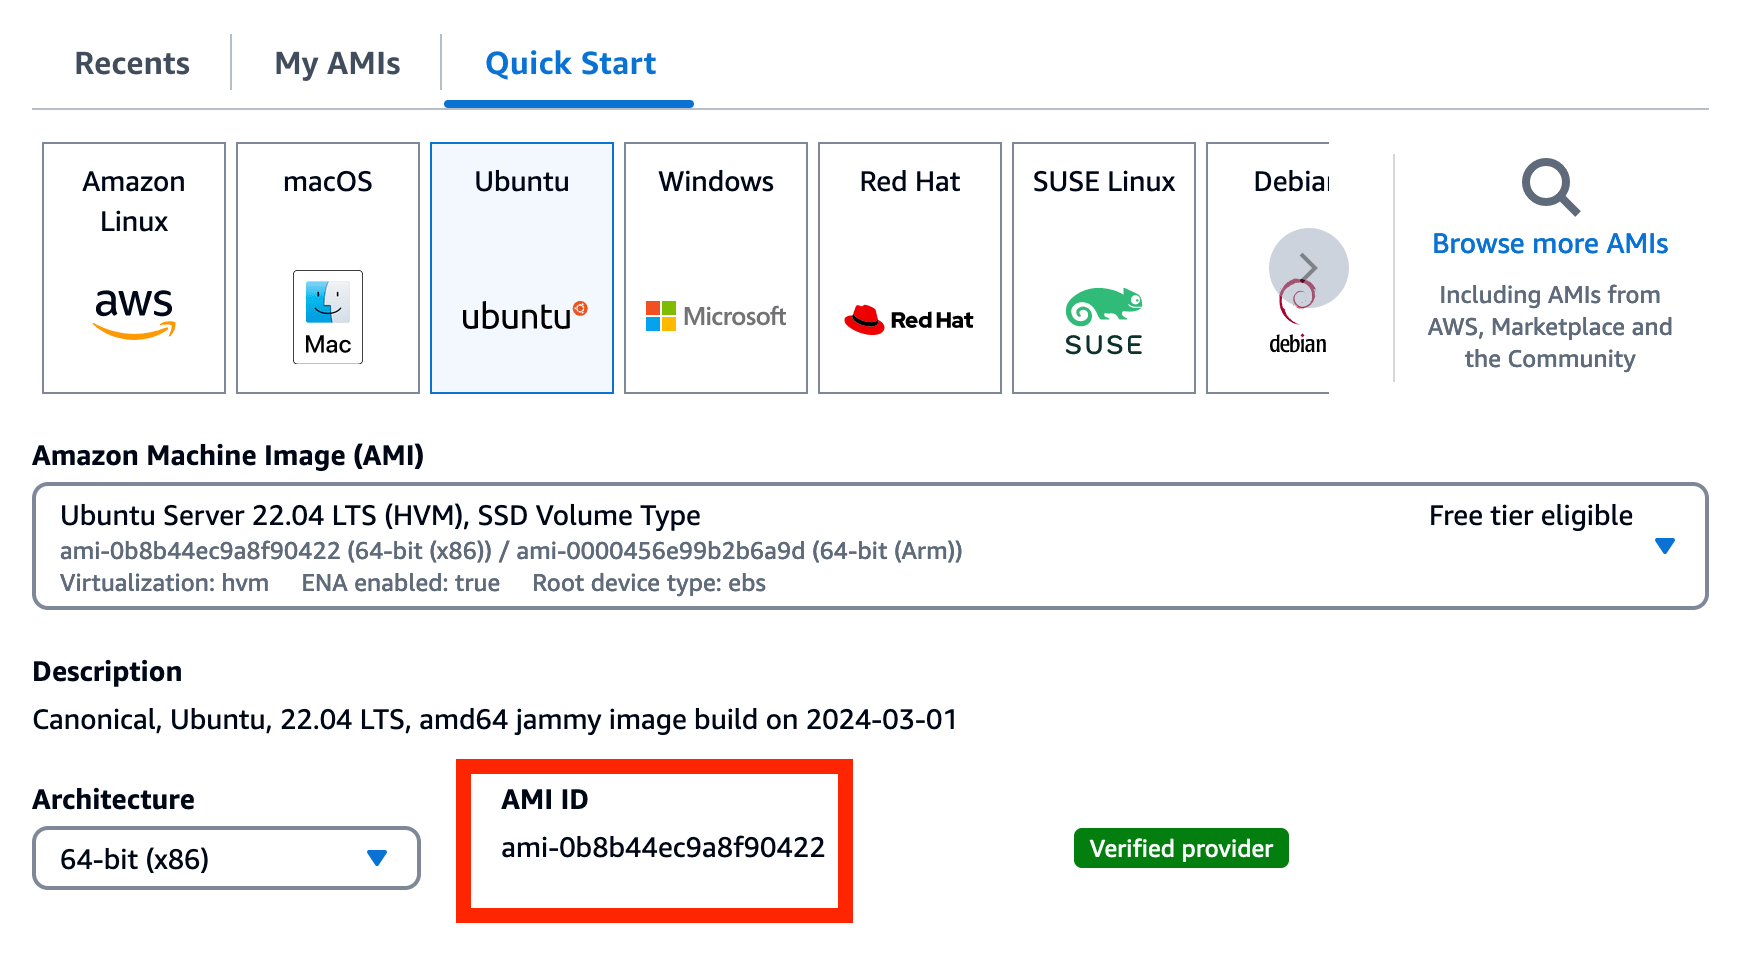 Recents
My AMIs
Quick Start
Amazon
Linux
aws
macOS
Mac
Ubuntu
ubuntu
Windows
Microsoft
Red Hat
Red Hat
SUSE Linux
SUSE
Debian
debian
Browse more AMIs
Including AMIs from
AWS, Marketplace and
the Community
Amazon Machine Image (AMI)
Ubuntu Server 22.04 LTS (HVM), SSD Volume Type
Free tier eligible
ami-0b8b44ec9a8f90422 (64-bit (x86)) / ami-0000456e99b2b6a9d (64-bit (Arm))
Virtualization: hvm ENA enabled: true Root device type: ebs
Description
Canonical, Ubuntu, 22.04 LTS, amd64 jammy image build on 2024-03-01
Architecture
64-bit (x86)
AMI ID
ami-0b8b44ec9a8f90422
Verified provider